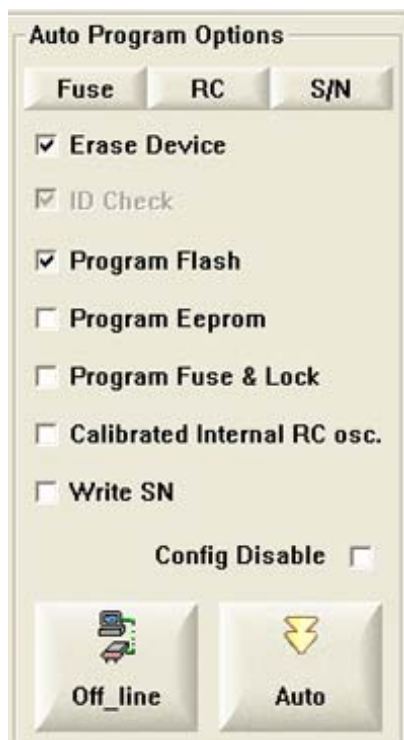 Auto Program Options
Fuse RC S/N
Erase Device
ID Check
Program Flash
Program Eeprom
Program Fuse & Lock
Calibrated Internal RC osc.
Write SN
Config Disable
Off_line Auto